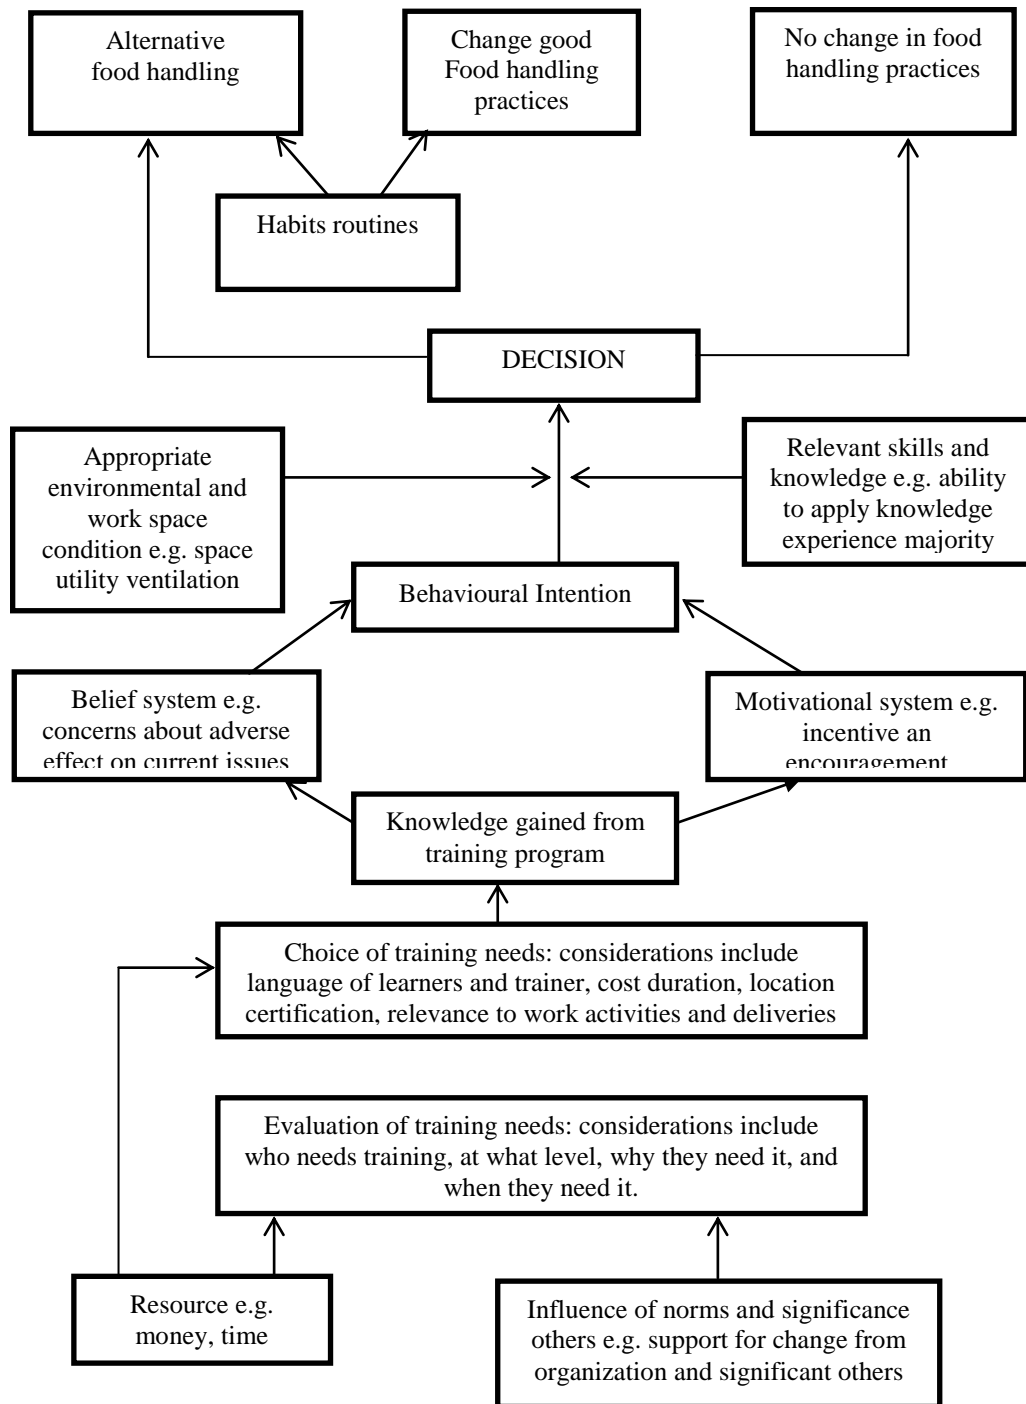 Alternative
food handling
Change good
Food handling
practices
No change in food
handling practices
Habits routines
DECISION
Appropriate
environmental and
work space
condition e.g. space
utility ventilation
Relevant skills and
knowledge e.g. ability
to apply knowledge
experience majority
Behavioural Intention
Belief system e.g.
concerns about adverse
effect on current issues
Motivational system e.g.
incentive an
encouragement
Knowledge gained from
training program
Choice of training needs: considerations include
language of learners and trainer, cost duration, location
certification, relevance to work activities and deliveries
Evaluation of training needs: considerations include
who needs training, at what level, why they need it, and
when they need it.
Resource e.g.
money, time
Influence of norms and significance
others e.g. support for change from
organization and significant others